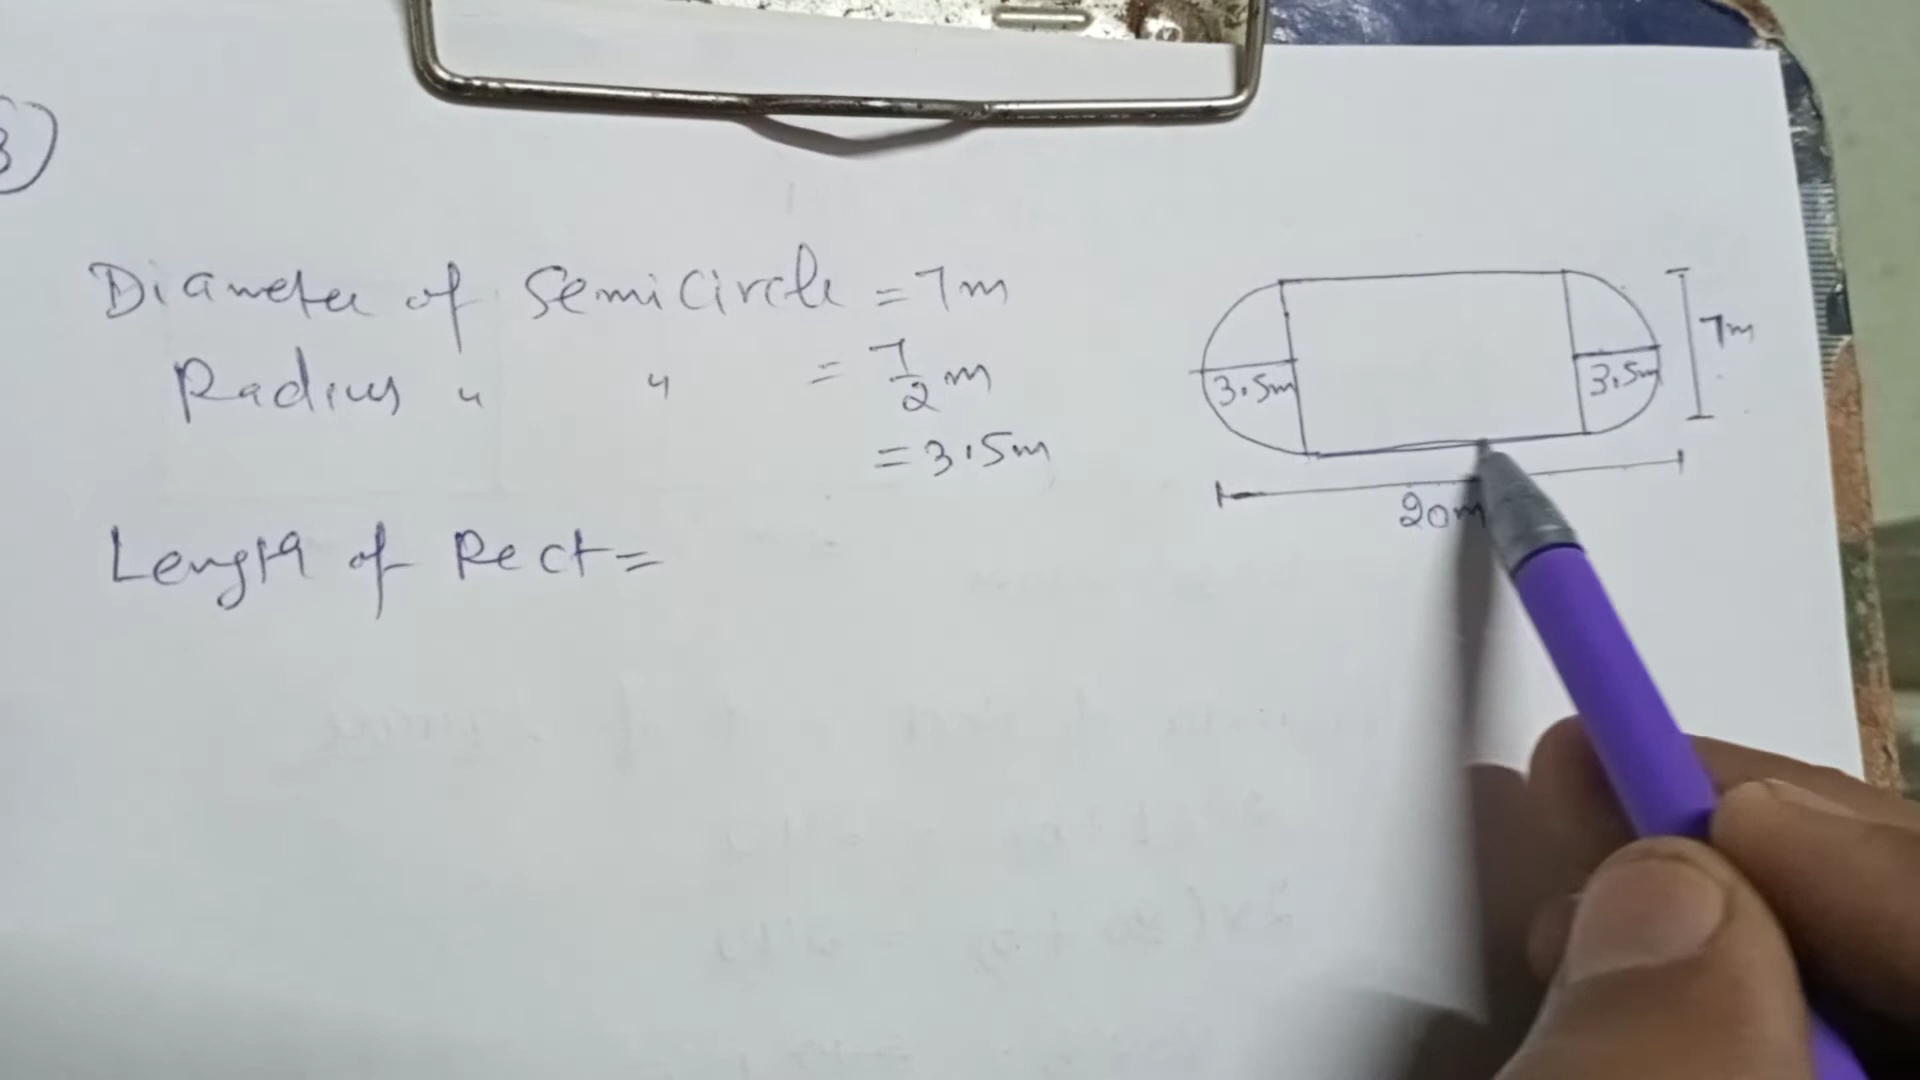 3)
Diameter of Semicircle = 7m
Radius " " = 7/2 m
= 3.5m
Length of Rect =
7m
3.5m
3.5m
20m